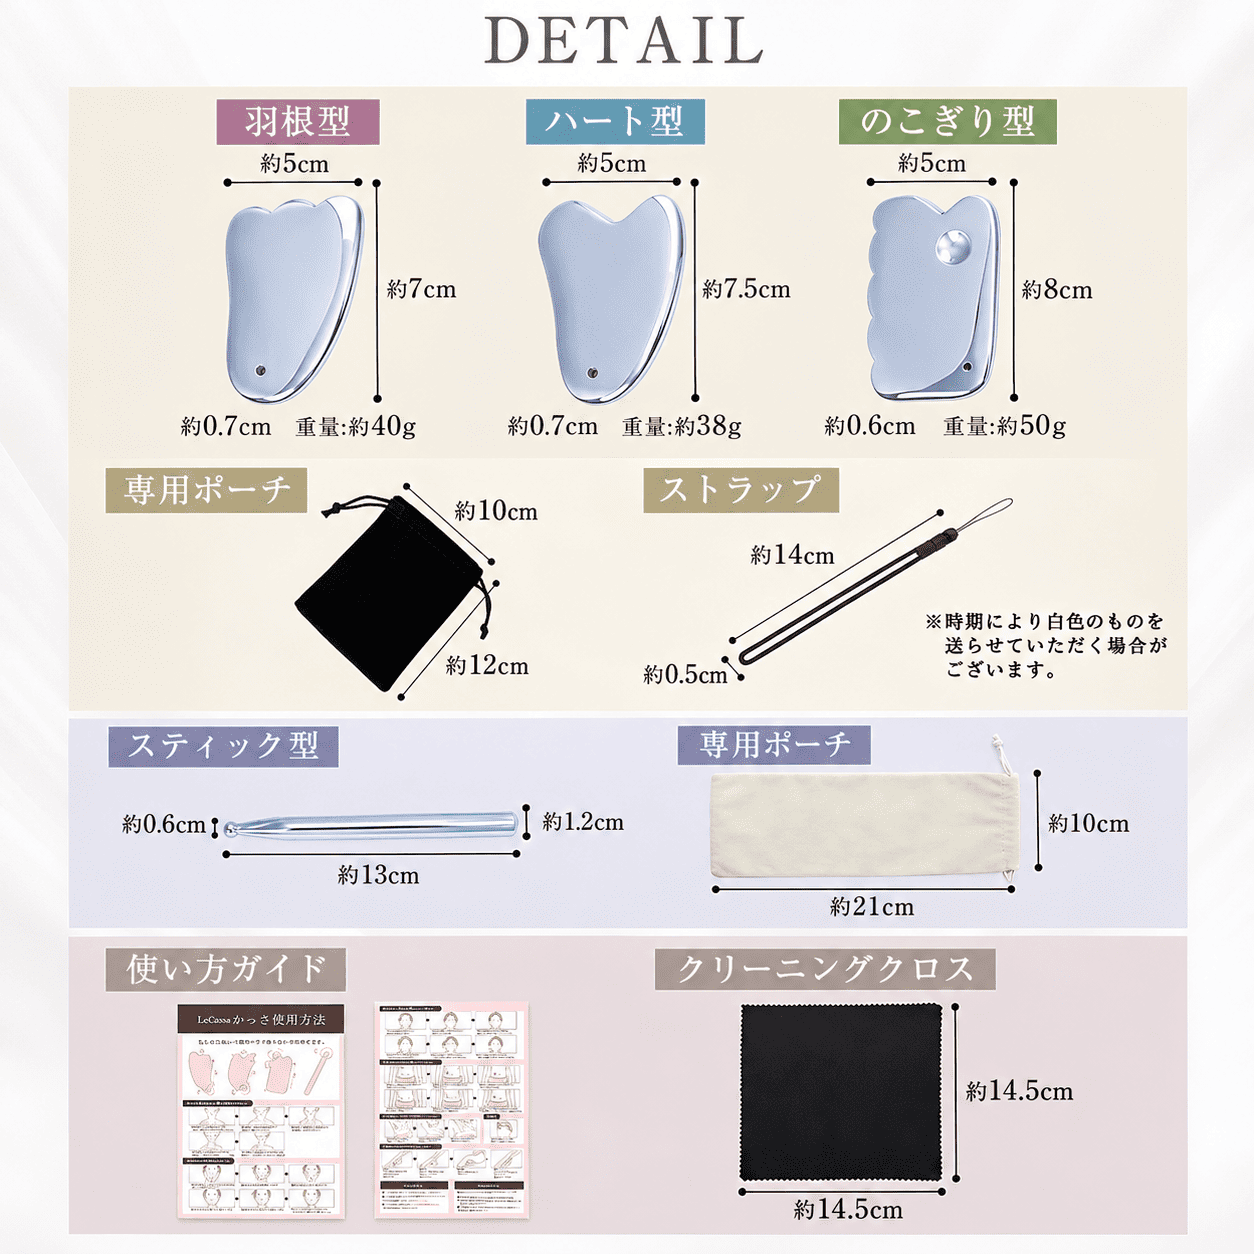 DETAIL
羽根型
ハート型
のこぎり型
約5cm
約5cm
約5cm
約7cm
約7.5cm
約8cm
約0.7cm 重量:約40g
約0.7cm 重量:約38g
約0.6cm 重量:約50g
専用ポーチ
ストラップ
約10cm
約12cm
約14cm
約0.5cm
※時期により白色のものを
送らせていただく場合が
ございます。
スティック型
専用ポーチ
約0.6cm
約1.2cm
約13cm
約10cm
約21cm
使い方ガイド
クリーニングクロス
LeCassaかっさ使用方法
約14.5cm
約14.5cm